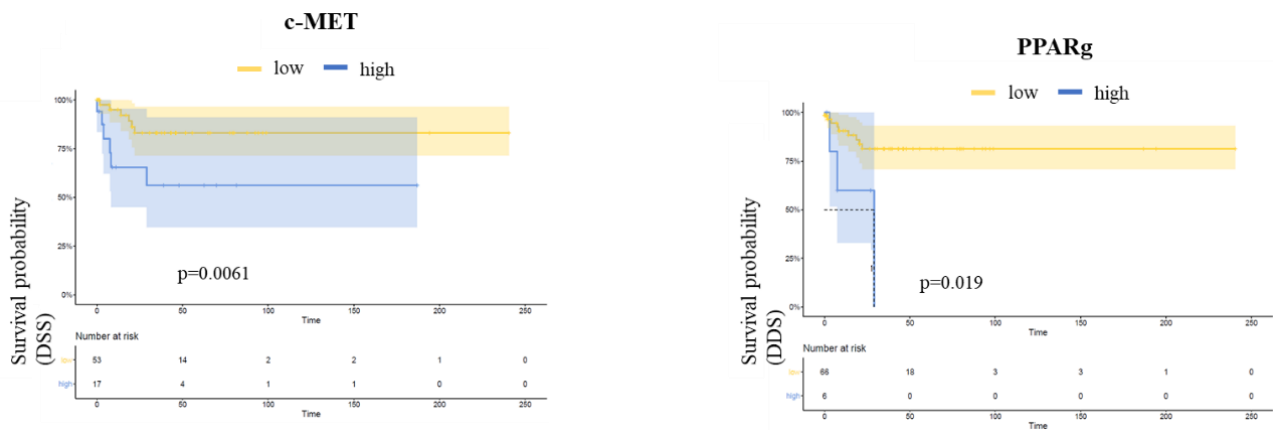 c-MET
low high
100%
75%
50%
25%
0%
Survival probability
(DSS)
p=0.0061
0 50 100 150 200 250
Time
Number at risk
low 53 14 2 2 1 0
high 17 4 1 1 0 0
0 50 100 150 200 250
Time
PPARg
low high
100%
75%
50%
25%
0%
Survival probability
(DDS)
p=0.019
0 50 100 150 200 250
Time
Number at risk
low 66 18 3 3 1 0
high 6 0 0 0 0 0
0 50 100 150 200 250
Time